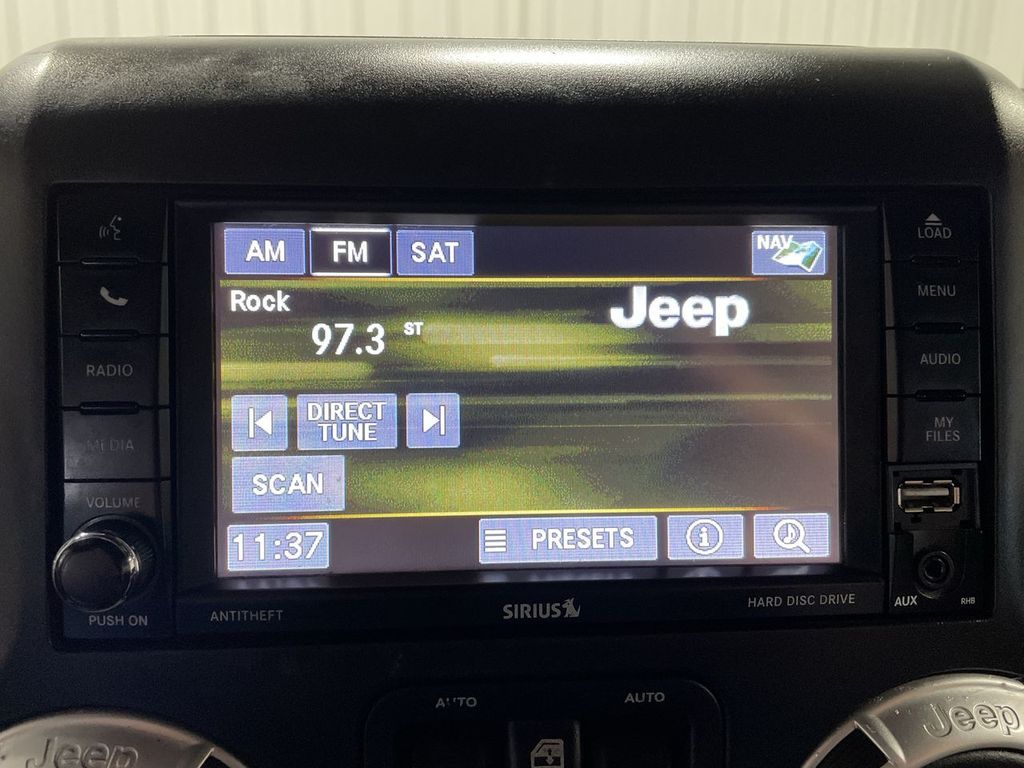 AM FM SAT NAV
LOAD
Rock
Jeep
MENU
97.3 ST
RADIO
AUDIO
DIRECT
TUNE
MEDIA
MY
FILES
SCAN
VOLUME
11:37 PRESETS
PUSH ON
ANTITHEFT
SIRIUS
HARD DISC DRIVE
AUX
RHB
AUTO
AUTO
Jeep
Jeep